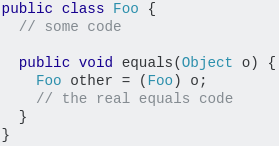 public class Foo {
  // some code

  public void equals(Object o) {
    Foo other = (Foo) o;
    // the real equals code
  }
}